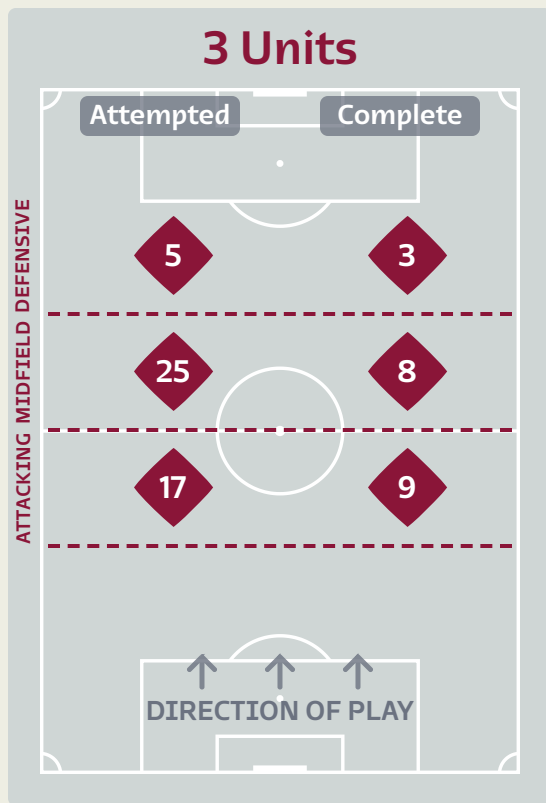 3 Units
Attempted Complete
ATTACKING MIDFIELD DEFENSIVE
5 3
25 8
17 9
DIRECTION OF PLAY